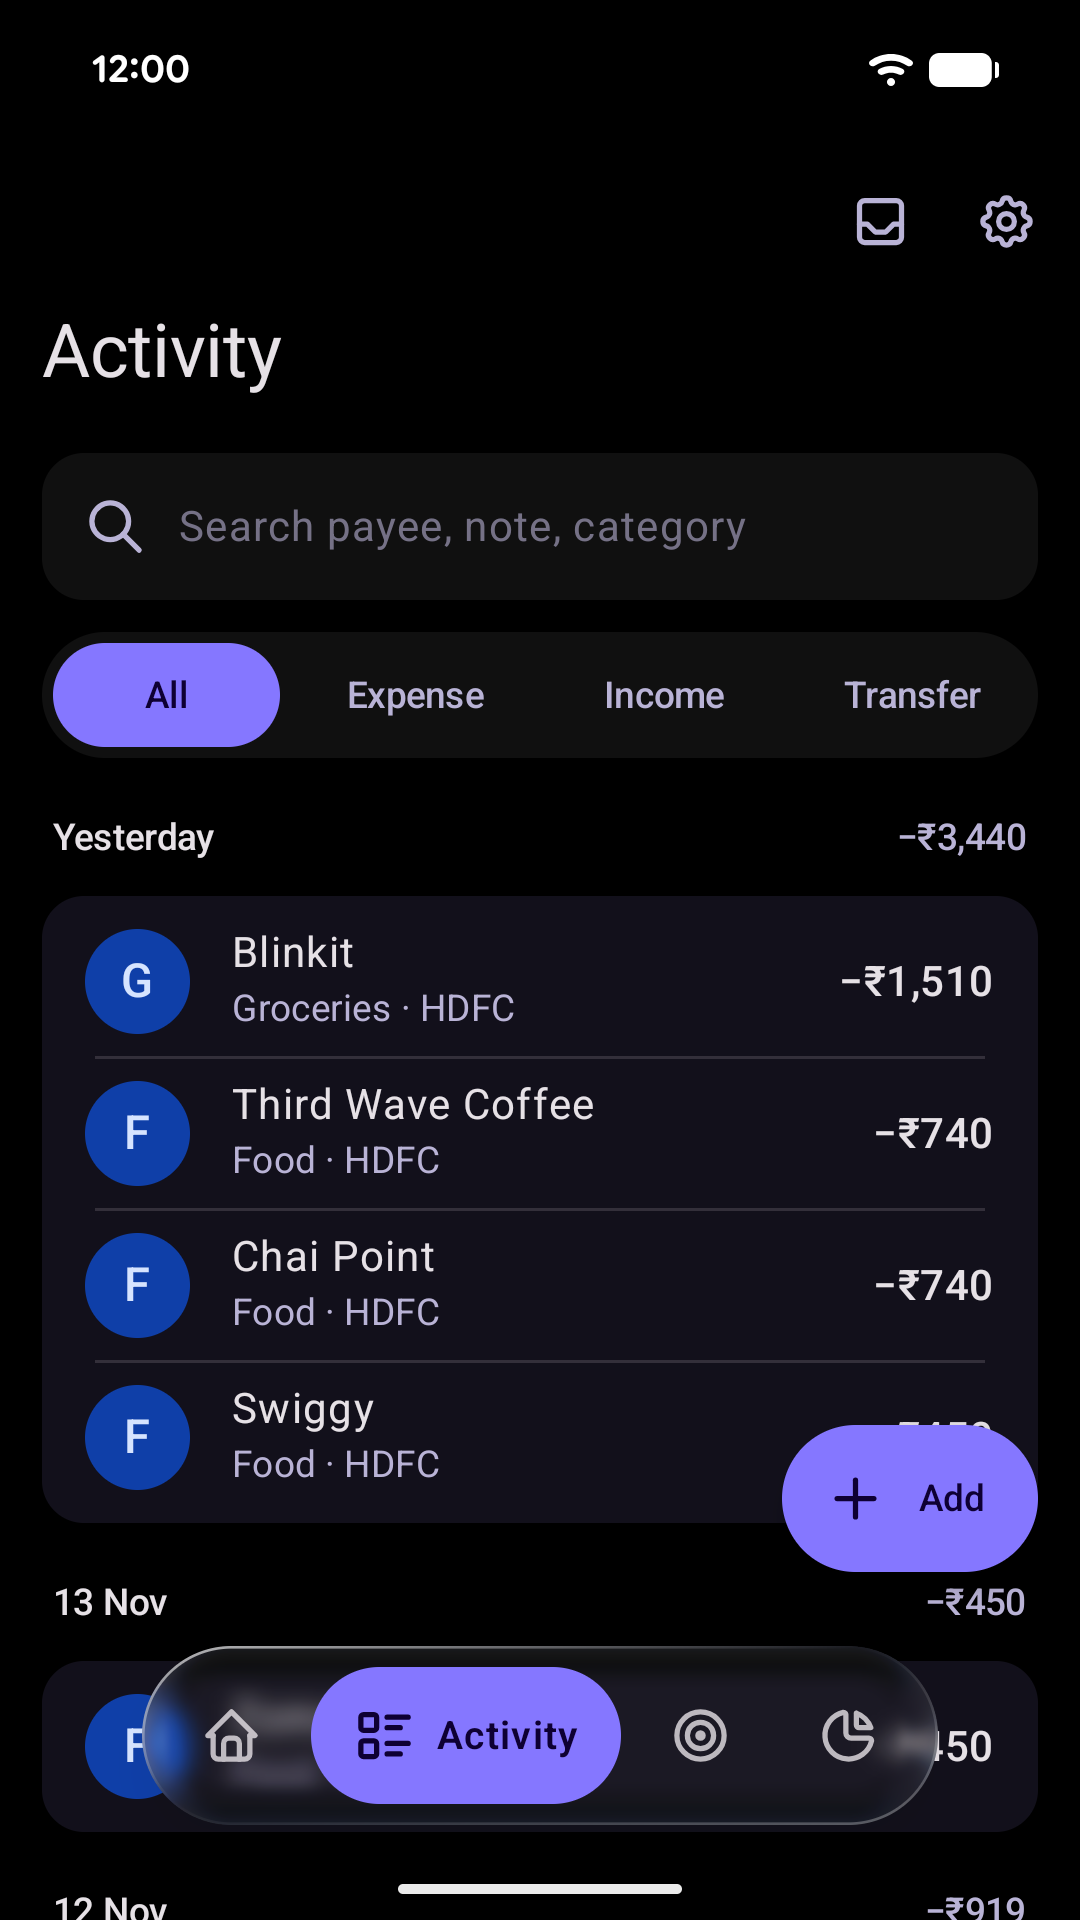 12:00
Activity
Search payee, note, category
All Expense Income Transfer
Yesterday −₹3,440
G Blinkit −₹1,510
Groceries · HDFC
F Third Wave Coffee −₹740
Food · HDFC
F Chai Point −₹740
Food · HDFC
F Swiggy
Food · HDFC
Add
13 Nov −₹450
F
Activity
12 Nov −₹919